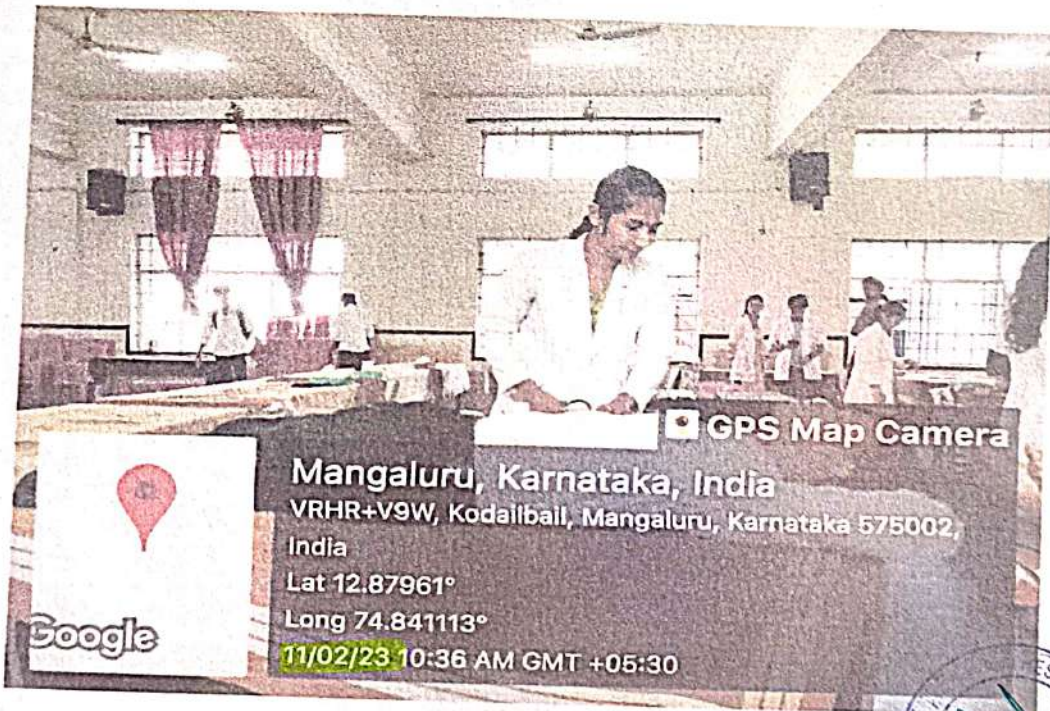 GPS Map Camera
Mangaluru, Karnataka, India
VRHR+V9W, Kodailbail, Mangaluru, Karnataka 575002,
India
Lat 12.87961°
Long 74.841113°
11/02/23 10:36 AM GMT +05:30
Google